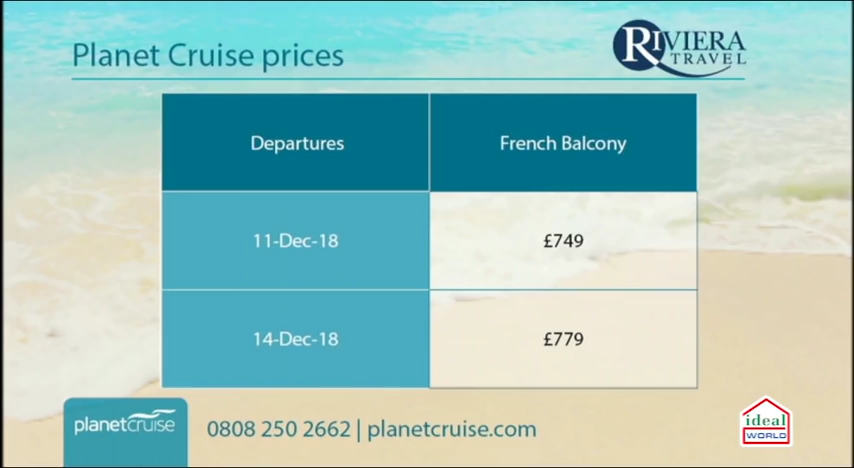 Planet Cruise prices
RIVIERA
TRAVEL
Departures French Balcony
11-Dec-18 £749
14-Dec-18 £779
planetcruise
0808 250 2662 | planetcruise.com
ideal
WORLD